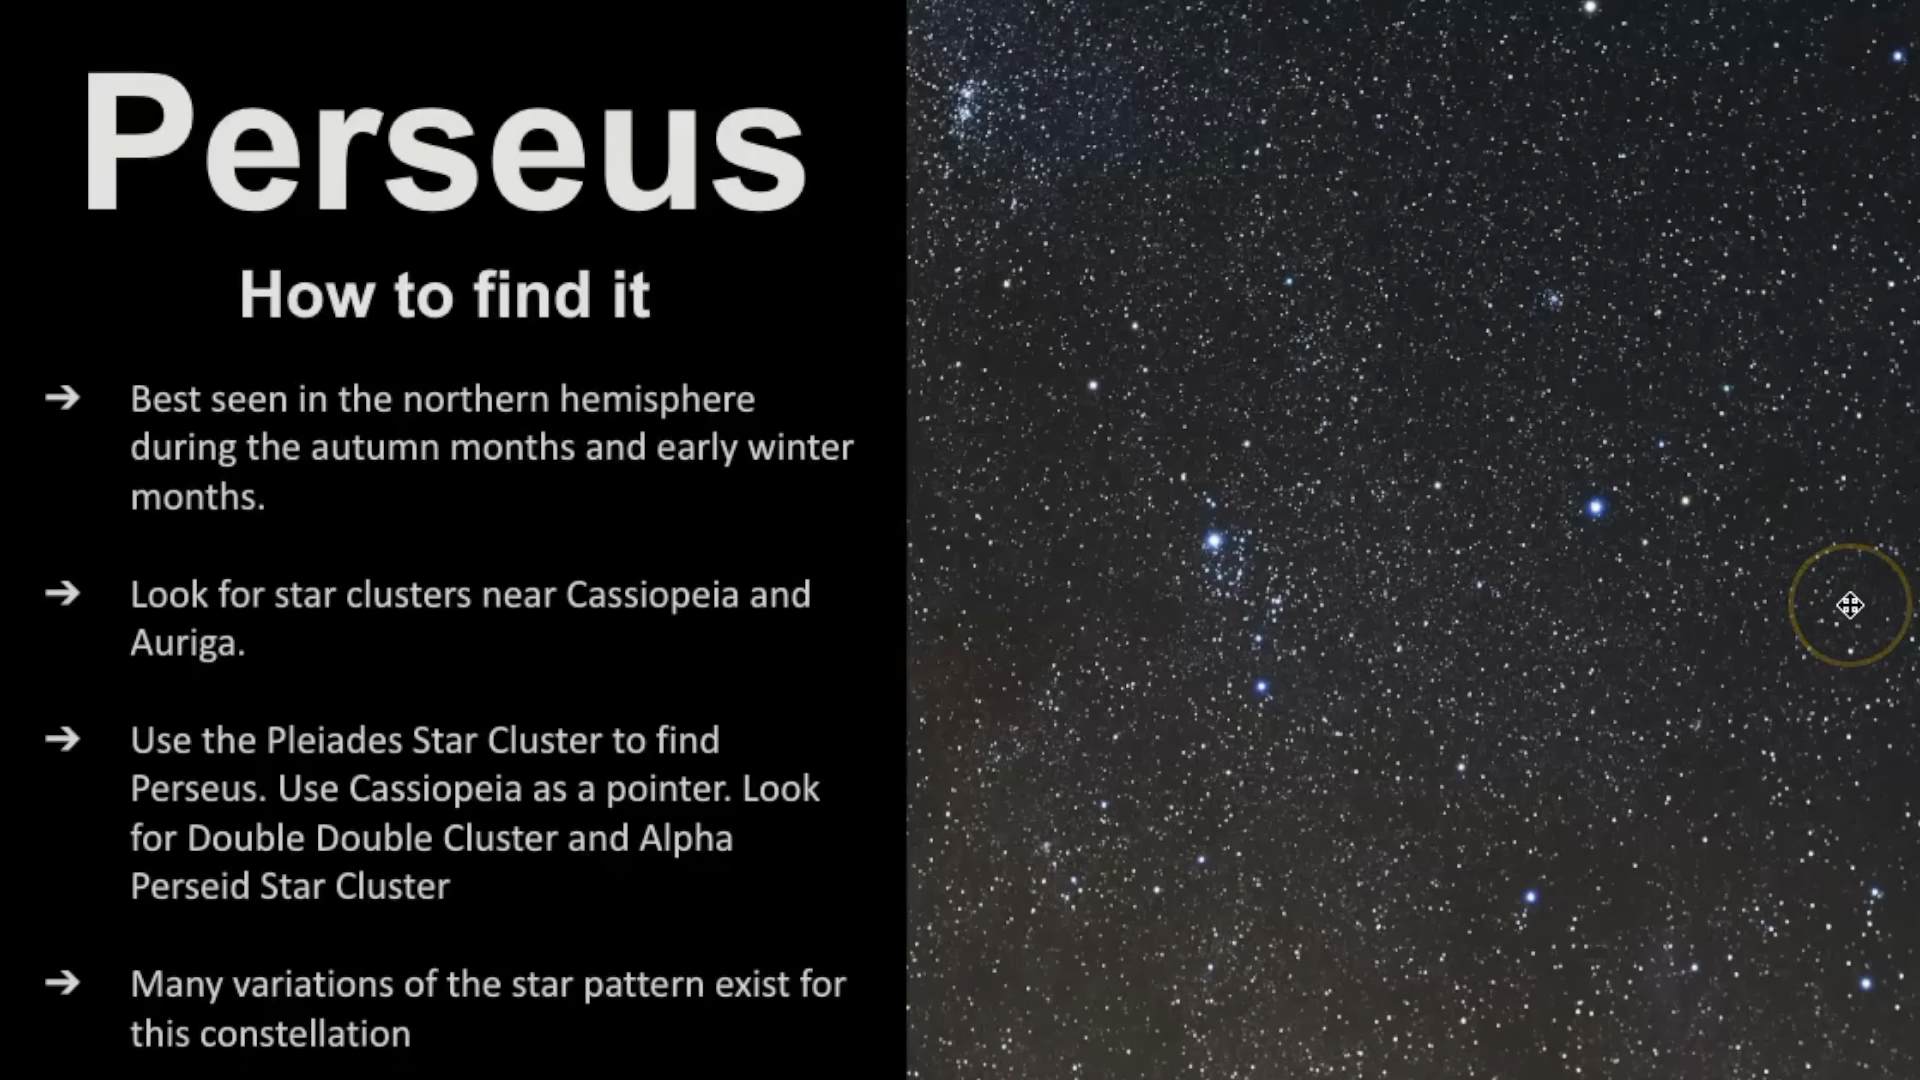 Perseus
How to find it
➔ Best seen in the northern hemisphere
during the autumn months and early winter
months.
➔ Look for star clusters near Cassiopeia and
Auriga.
➔ Use the Pleiades Star Cluster to find
Perseus. Use Cassiopeia as a pointer. Look
for Double Double Cluster and Alpha
Perseid Star Cluster
➔ Many variations of the star pattern exist for
this constellation